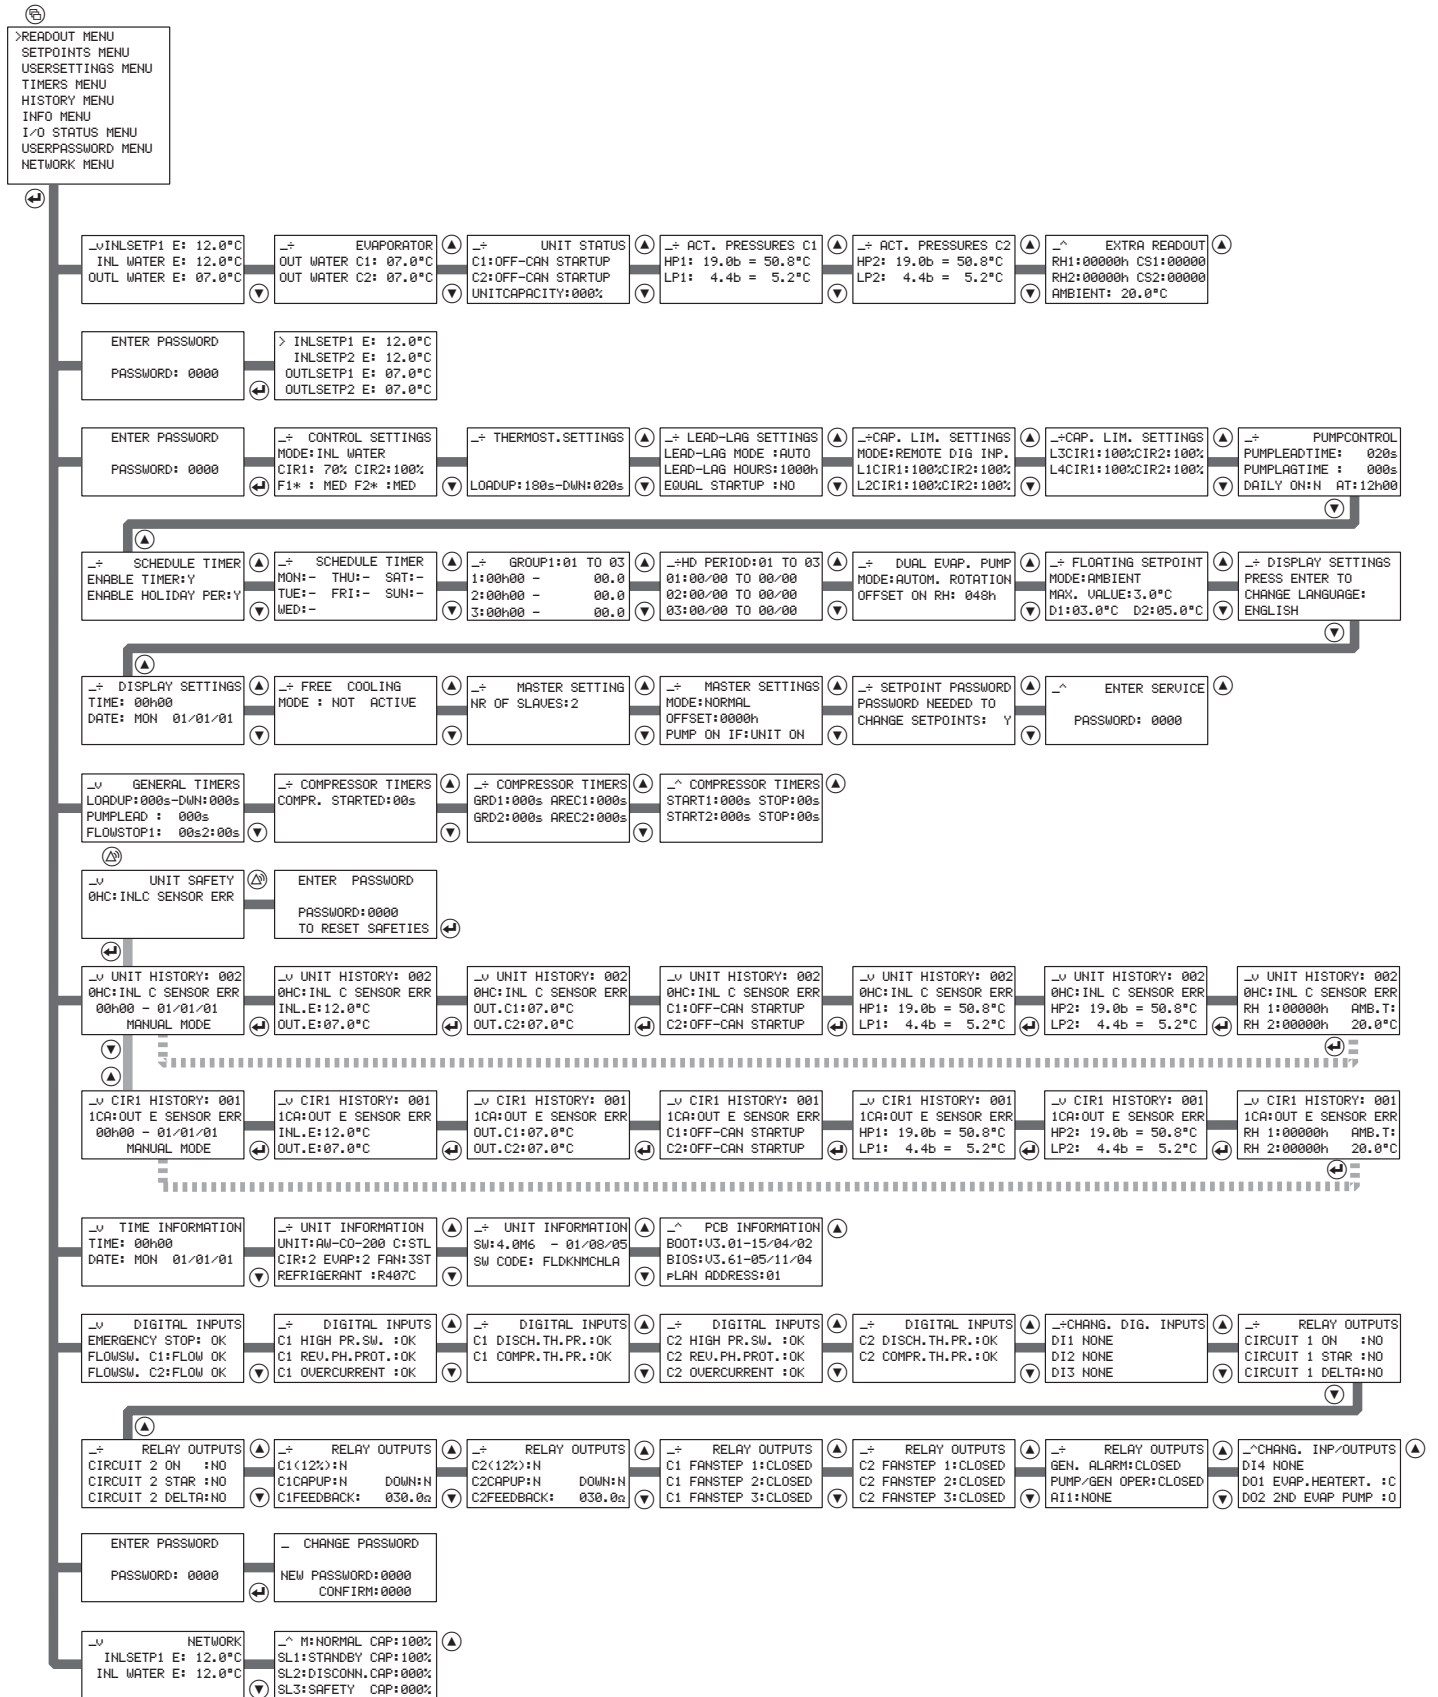 >READOUT MENU
SETPOINTS MENU
USERSETTINGS MENU
TIMERS MENU
HISTORY MENU
INFO MENU
I/O STATUS MENU
USERPASSWORD MENU
NETWORK MENU
_vINLSETP1 E: 12.0°C
INL WATER E: 12.0°C
OUTL WATER E: 07.0°C
_÷ EVAPORATOR
OUT WATER C1: 07.0°C
OUT WATER C2: 07.0°C
_÷ UNIT STATUS
C1:OFF-CAN STARTUP
C2:OFF-CAN STARTUP
UNITCAPACITY:000%
_÷ ACT. PRESSURES C1
HP1: 19.0b = 50.8°C
LP1: 4.4b = 5.2°C
_÷ ACT. PRESSURES C2
HP2: 19.0b = 50.8°C
LP2: 4.4b = 5.2°C
_^ EXTRA READOUT
RH1:00000h CS1:00000
RH2:00000h CS2:00000
AMBIENT: 20.0°C
ENTER PASSWORD
PASSWORD: 0000
> INLSETP1 E: 12.0°C
INLSETP2 E: 12.0°C
OUTLSETP1 E: 07.0°C
OUTLSETP2 E: 07.0°C
ENTER PASSWORD
PASSWORD: 0000
_÷ CONTROL SETTINGS
MODE:INL WATER
CIR1: 70% CIR2:100%
F1* : MED F2* :MED
_÷ THERMOST.SETTINGS
LOADUP:180s-DWN:020s
_÷ LEAD-LAG SETTINGS
LEAD-LAG MODE :AUTO
LEAD-LAG HOURS:1000h
EQUAL STARTUP :NO
_÷CAP. LIM. SETTINGS
MODE:REMOTE DIG INP.
L1CIR1:100%CIR2:100%
L2CIR1:100%CIR2:100%
_÷CAP. LIM. SETTINGS
L3CIR1:100%CIR2:100%
L4CIR1:100%CIR2:100%
_÷ PUMPCONTROL
PUMPLEADTIME: 020s
PUMPLAGTIME : 000s
DAILY ON:N AT:12h00
_÷ SCHEDULE TIMER
ENABLE TIMER:Y
ENABLE HOLIDAY PER:Y
_÷ SCHEDULE TIMER
MON:- THU:- SAT:-
TUE:- FRI:- SUN:-
WED:-
_÷ GROUP1:01 TO 03
1:00h00 - 00.0
2:00h00 - 00.0
3:00h00 - 00.0
_÷HD PERIOD:01 TO 03
01:00/00 TO 00/00
02:00/00 TO 00/00
03:00/00 TO 00/00
_÷ DUAL EVAP. PUMP
MODE:AUTOM. ROTATION
OFFSET ON RH: 048h
_÷ FLOATING SETPOINT
MODE:AMBIENT
MAX. VALUE:3.0°C
D1:03.0°C D2:05.0°C
_÷ DISPLAY SETTINGS
PRESS ENTER TO
CHANGE LANGUAGE:
ENGLISH
_÷ DISPLAY SETTINGS
TIME: 00h00
DATE: MON 01/01/01
_÷ FREE COOLING
MODE : NOT ACTIVE
_÷ MASTER SETTING
NR OF SLAVES:2
_÷ MASTER SETTINGS
MODE:NORMAL
OFFSET:0000h
PUMP ON IF:UNIT ON
_÷ SETPOINT PASSWORD
PASSWORD NEEDED TO
CHANGE SETPOINTS: Y
_^ ENTER SERVICE
PASSWORD: 0000
_v GENERAL TIMERS
LOADUP:000s-DWN:000s
PUMPLEAD : 000s
FLOWSTOP1: 00s2:00s
_÷ COMPRESSOR TIMERS
COMPR. STARTED:00s
_÷ COMPRESSOR TIMERS
GRD1:000s AREC1:000s
GRD2:000s AREC2:000s
_^ COMPRESSOR TIMERS
START1:000s STOP:00s
START2:000s STOP:00s
_v UNIT SAFETY
0HC:INLC SENSOR ERR
ENTER PASSWORD
PASSWORD:0000
TO RESET SAFETIES
_v UNIT HISTORY: 002
0HC:INL C SENSOR ERR
00h00 - 01/01/01
MANUAL MODE
_v UNIT HISTORY: 002
0HC:INL C SENSOR ERR
INL.E:12.0°C
OUT.E:07.0°C
_v UNIT HISTORY: 002
0HC:INL C SENSOR ERR
OUT.C1:07.0°C
OUT.C2:07.0°C
_v UNIT HISTORY: 002
0HC:INL C SENSOR ERR
C1:OFF-CAN STARTUP
C2:OFF-CAN STARTUP
_v UNIT HISTORY: 002
0HC:INL C SENSOR ERR
HP1: 19.0b = 50.8°C
LP1: 4.4b = 5.2°C
_v UNIT HISTORY: 002
0HC:INL C SENSOR ERR
HP2: 19.0b = 50.8°C
LP2: 4.4b = 5.2°C
_v UNIT HISTORY: 002
0HC:INL C SENSOR ERR
RH 1:00000h AMB.T:
RH 2:00000h 20.0°C
_v CIR1 HISTORY: 001
1CA:OUT E SENSOR ERR
00h00 - 01/01/01
MANUAL MODE
_v CIR1 HISTORY: 001
1CA:OUT E SENSOR ERR
INL.E:12.0°C
OUT.E:07.0°C
_v CIR1 HISTORY: 001
1CA:OUT E SENSOR ERR
OUT.C1:07.0°C
OUT.C2:07.0°C
_v CIR1 HISTORY: 001
1CA:OUT E SENSOR ERR
C1:OFF-CAN STARTUP
C2:OFF-CAN STARTUP
_v CIR1 HISTORY: 001
1CA:OUT E SENSOR ERR
HP1: 19.0b = 50.8°C
LP1: 4.4b = 5.2°C
_v CIR1 HISTORY: 001
1CA:OUT E SENSOR ERR
HP2: 19.0b = 50.8°C
LP2: 4.4b = 5.2°C
_v CIR1 HISTORY: 001
1CA:OUT E SENSOR ERR
RH 1:00000h AMB.T:
RH 2:00000h 20.0°C
_v TIME INFORMATION
TIME: 00h00
DATE: MON 01/01/01
_÷ UNIT INFORMATION
UNIT:AW-CO-200 C:STL
CIR:2 EVAP:2 FAN:3ST
REFRIGERANT :R407C
_÷ UNIT INFORMATION
SW:4.0M6 - 01/08/05
SW CODE: FLDKNMCHLA
_^ PCB INFORMATION
BOOT:V3.01-15/04/02
BIOS:V3.61-05/11/04
pLAN ADDRESS:01
_v DIGITAL INPUTS
EMERGENCY STOP: OK
FLOWSW. C1:FLOW OK
FLOWSW. C2:FLOW OK
_÷ DIGITAL INPUTS
C1 HIGH PR.SW. :OK
C1 REV.PH.PROT.:OK
C1 OVERCURRENT :OK
_÷ DIGITAL INPUTS
C1 DISCH.TH.PR.:OK
C1 COMPR.TH.PR.:OK
_÷ DIGITAL INPUTS
C2 HIGH PR.SW. :OK
C2 REV.PH.PROT.:OK
C2 OVERCURRENT :OK
_÷ DIGITAL INPUTS
C2 DISCH.TH.PR.:OK
C2 COMPR.TH.PR.:OK
_÷CHANG. DIG. INPUTS
DI1 NONE
DI2 NONE
DI3 NONE
_÷ RELAY OUTPUTS
CIRCUIT 1 ON :NO
CIRCUIT 1 STAR :NO
CIRCUIT 1 DELTA:NO
_÷ RELAY OUTPUTS
CIRCUIT 2 ON :NO
CIRCUIT 2 STAR :NO
CIRCUIT 2 DELTA:NO
_÷ RELAY OUTPUTS
C1(12%):N
C1CAPUP:N DOWN:N
C1FEEDBACK: 030.0Ω
_÷ RELAY OUTPUTS
C2(12%):N
C2CAPUP:N DOWN:N
C2FEEDBACK: 030.0Ω
_÷ RELAY OUTPUTS
C1 FANSTEP 1:CLOSED
C1 FANSTEP 2:CLOSED
C1 FANSTEP 3:CLOSED
_÷ RELAY OUTPUTS
C2 FANSTEP 1:CLOSED
C2 FANSTEP 2:CLOSED
C2 FANSTEP 3:CLOSED
_÷ RELAY OUTPUTS
GEN. ALARM:CLOSED
PUMP/GEN OPER:CLOSED
AI1:NONE
_^CHANG. INP/OUTPUTS
DI4 NONE
DO1 EVAP.HEATERT. :C
DO2 2ND EVAP PUMP :O
ENTER PASSWORD
PASSWORD: 0000
_ CHANGE PASSWORD
NEW PASSWORD:0000
CONFIRM:0000
_v NETWORK
INLSETP1 E: 12.0°C
INL WATER E: 12.0°C
_^ M:NORMAL CAP:100%
SL1:STANDBY CAP:100%
SL2:DISCONN.CAP:000%
SL3:SAFETY CAP:000%